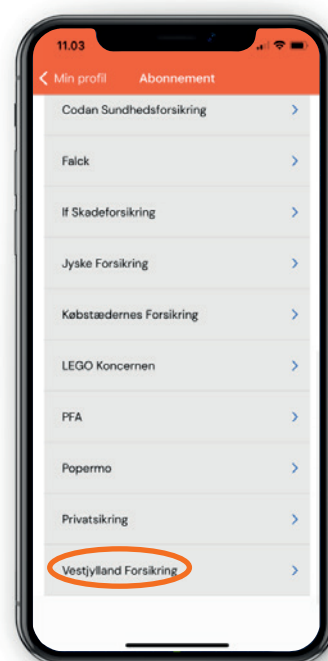 11.03
Min profil Abonnement
Codan Sundhedsforsikring
Falck
If Skadeforsikring
Jyske Forsikring
Købstædernes Forsikring
LEGO Koncernen
PFA
Popermo
Privatsikring
Vestjylland Forsikring